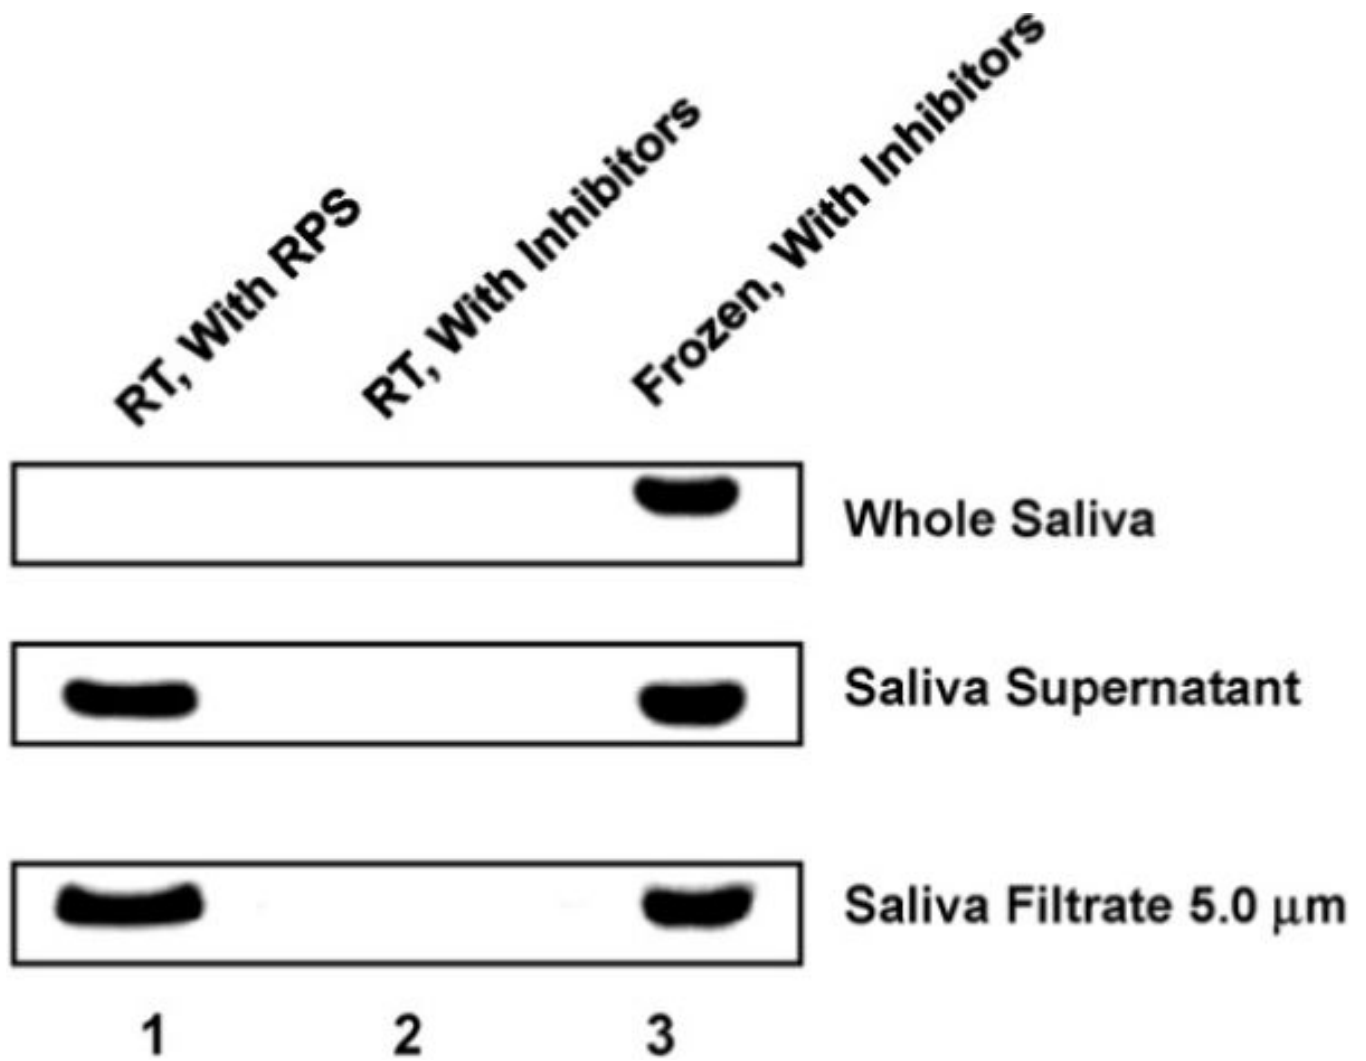 RT, With RPS
RT, With Inhibitors
Frozen, With Inhibitors
Whole Saliva
Saliva Supernatant
Saliva Filtrate 5.0 μm
1 2 3